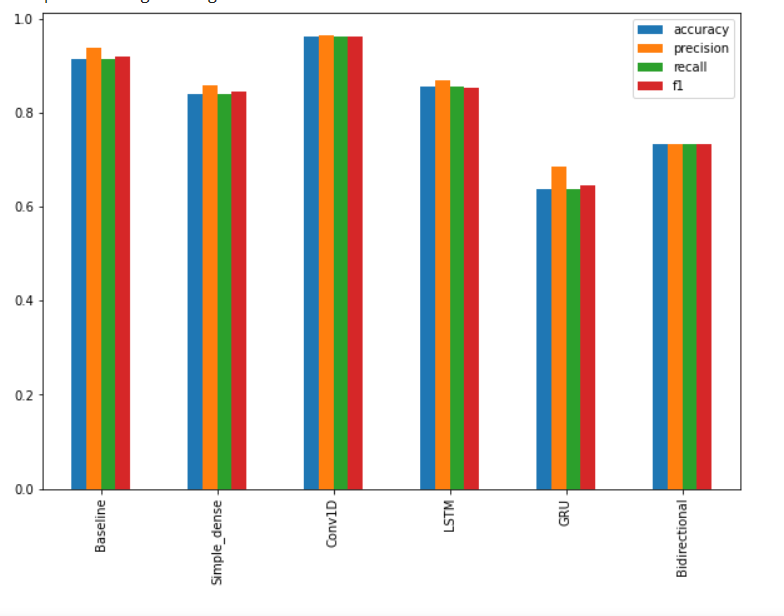 1.0
0.8
0.6
0.4
0.2
0.0
accuracy
precision
recall
f1
Baseline
Simple_dense
Conv1D
LSTM
GRU
Bidirectional